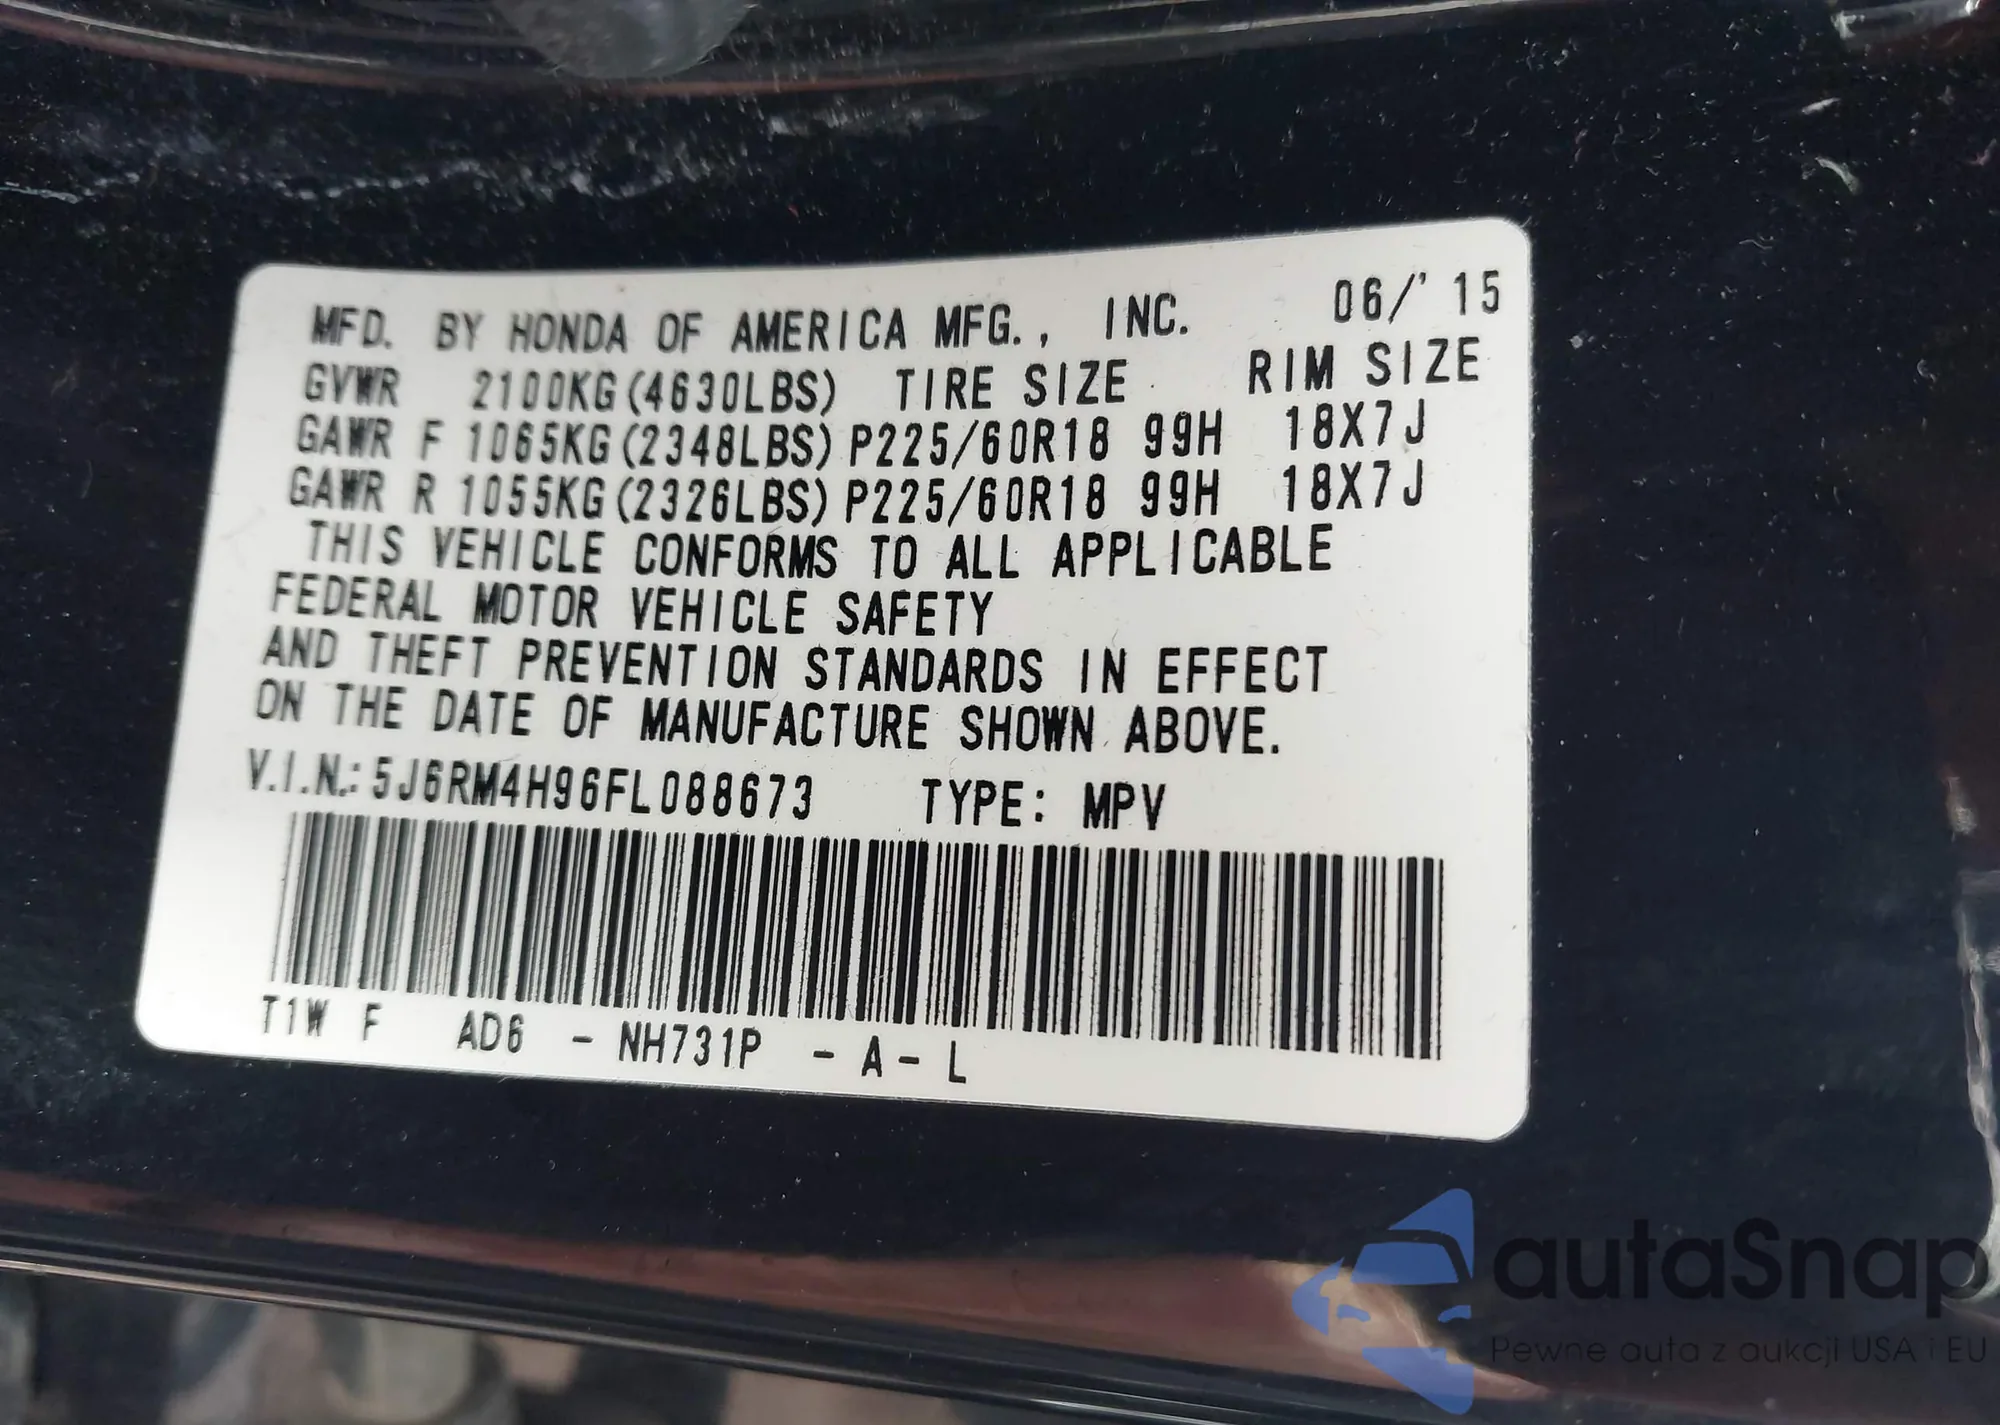 MFD. BY HONDA OF AMERICA MFG., INC. 06/'15
GVWR 2100KG(4630LBS) TIRE SIZE RIM SIZE
GAWR F 1065KG(2348LBS) P225/60R18 99H 18X7J
GAWR R 1055KG(2326LBS) P225/60R18 99H 18X7J
THIS VEHICLE CONFORMS TO ALL APPLICABLE
FEDERAL MOTOR VEHICLE SAFETY
AND THEFT PREVENTION STANDARDS IN EFFECT
ON THE DATE OF MANUFACTURE SHOWN ABOVE.
V.I.N.: 5J6RM4H96FL088673 TYPE: MPV
T1W F AD6 - NH731P - A - L
autaSnap
Pewne auta z aukcji USA i EU